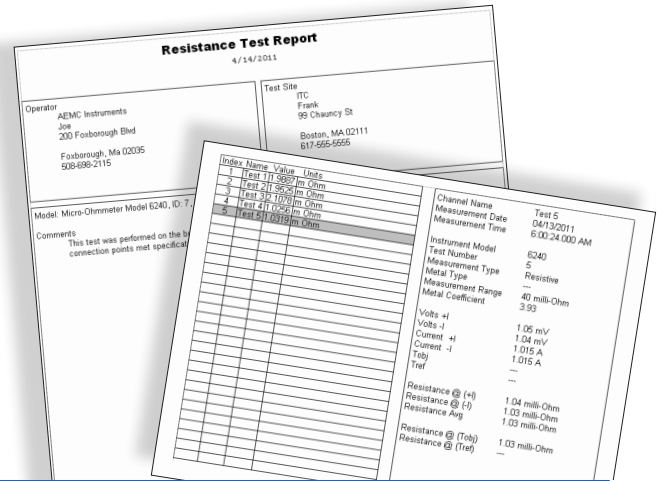 Resistance Test Report
4/14/2011
Operator
AEMC Instruments
Joe
200 Foxborough Blvd
Foxborough, Ma 02035
508-698-2115
Test Site
ITC
Frank
99 Chauncy St
Boston, MA 02111
617-555-5555
Model: Micro-Ohmmeter Model 6240, ID: 7,
Comments
This test was performed on the
connection points met
Index Name Value Units
1 Test 1 1.9897 m Ohm
2 Test 2 1.9525 m Ohm
3 Test 3 2.1078 m Ohm
4 Test 4 1.0256 m Ohm
5 Test 5 1.0319 m Ohm
Channel Name Test 5
Measurement Date 04/13/2011
Measurement Time 6:00:24.000 AM
Instrument Model 6240
Test Number 5
Measurement Type Resistive
Metal Type ---
Measurement Range 40 milli-Ohm
Metal Coefficient 3.93
Volts +I 1.05 mV
Volts -I 1.04 mV
Current +I 1.015 A
Current -I 1.015 A
Tobj ---
Tref ---
Resistance @ (+I) 1.04 milli-Ohm
Resistance @ (-I) 1.03 milli-Ohm
Resistance Avg 1.03 milli-Ohm
Resistance @ (Tobj) 1.03 milli-Ohm
Resistance @ (Tref) ---